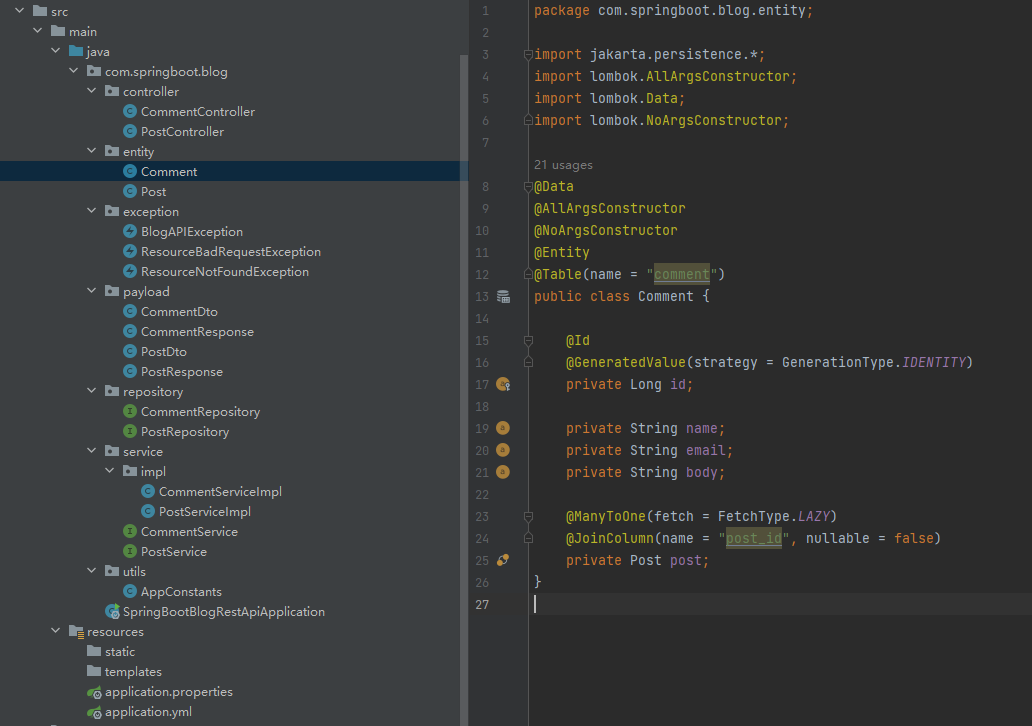 src
main
java
com.springboot.blog
controller
CommentController
PostController
entity
Comment
Post
exception
BlogAPIException
ResourceBadRequestException
ResourceNotFoundException
payload
CommentDto
CommentResponse
PostDto
PostResponse
repository
CommentRepository
PostRepository
service
impl
CommentServiceImpl
PostServiceImpl
CommentService
PostService
utils
AppConstants
SpringBootBlogRestApiApplication
resources
static
templates
application.properties
application.yml
1 package com.springboot.blog.entity;
2
3 import jakarta.persistence.*;
4 import lombok.AllArgsConstructor;
5 import lombok.Data;
6 import lombok.NoArgsConstructor;
7
21 usages
8 @Data
9 @AllArgsConstructor
10 @NoArgsConstructor
11 @Entity
12 @Table(name = "comment")
13 public class Comment {
14
15 @Id
16 @GeneratedValue(strategy = GenerationType.IDENTITY)
17 private Long id;
18
19 private String name;
20 private String email;
21 private String body;
22
23 @ManyToOne(fetch = FetchType.LAZY)
24 @JoinColumn(name = "post_id", nullable = false)
25 private Post post;
26 }
27